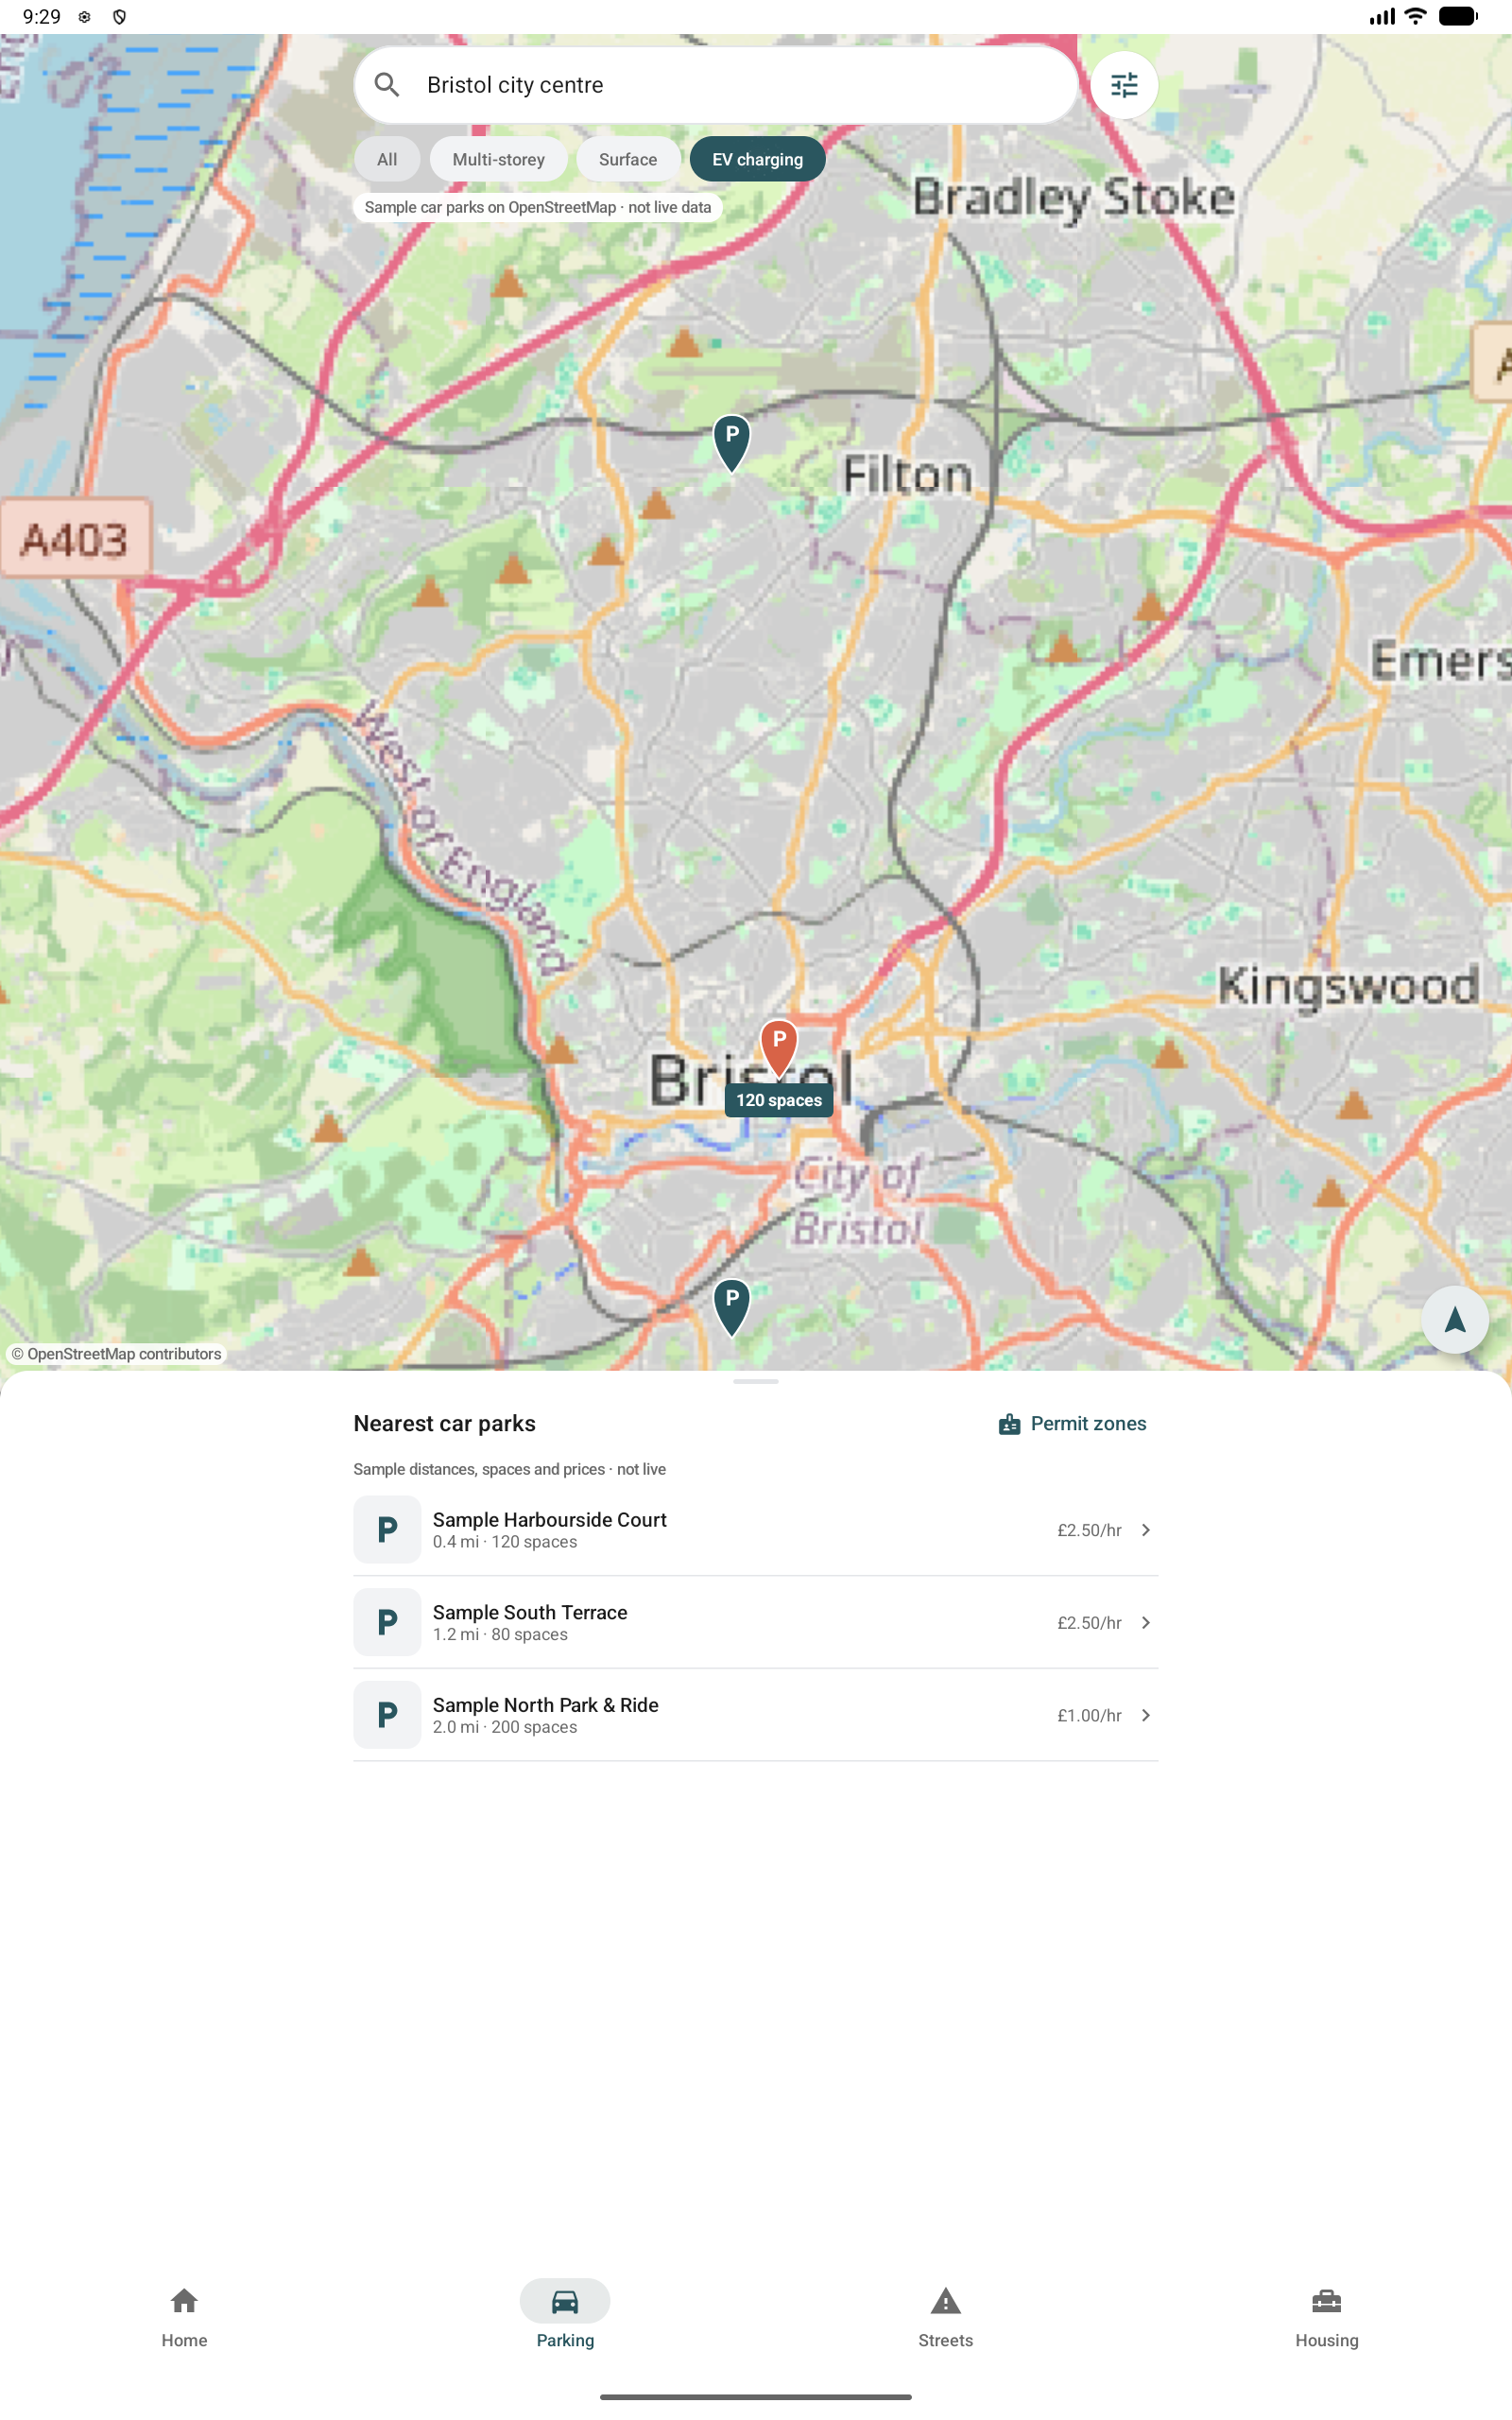 9:29
Bristol city centre
All
Multi-storey
Surface
EV charging
Sample car parks on OpenStreetMap · not live data
Bradley Stoke
P
Filton
A403
Emers
West of England
Kingswood
P
Bristol
120 spaces
City of
Bristol
P
© OpenStreetMap contributors
Nearest car parks
Permit zones
Sample distances, spaces and prices · not live
P
Sample Harbourside Court
0.4 mi · 120 spaces
£2.50/hr
P
Sample South Terrace
1.2 mi · 80 spaces
£2.50/hr
P
Sample North Park & Ride
2.0 mi · 200 spaces
£1.00/hr
Home
Parking
Streets
Housing